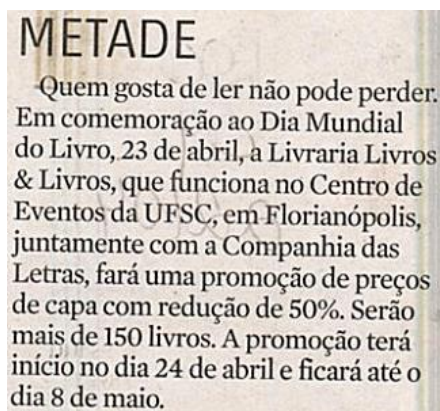 METADE
Quem gosta de ler não pode perder.
Em comemoração ao Dia Mundial
do Livro, 23 de abril, a Livraria Livros
& Livros, que funciona no Centro de
Eventos da UFSC, em Florianópolis,
juntamente com a Companhia das
Letras, fará uma promoção de preços
de capa com redução de 50%. Serão
mais de 150 livros. A promoção terá
início no dia 24 de abril e ficará até o
dia 8 de maio.